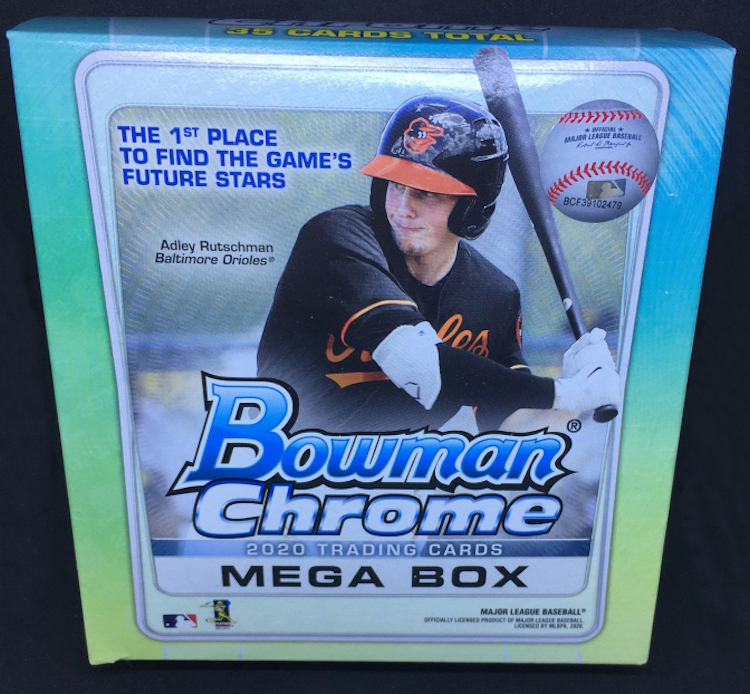 35 CARDS TOTAL
THE 1ST PLACE
TO FIND THE GAME'S
FUTURE STARS
OFFICIAL
MAJOR LEAGUE BASEBALL
BCF39102479
Adley Rutschman
Baltimore Orioles®
Orioles
Bowman®
Chrome
2020 TRADING CARDS
MEGA BOX
MAJOR LEAGUE BASEBALL®
OFFICIALLY LICENSED PRODUCT OF MAJOR LEAGUE BASEBALL.
LICENSED BY MLBPA, 2020.